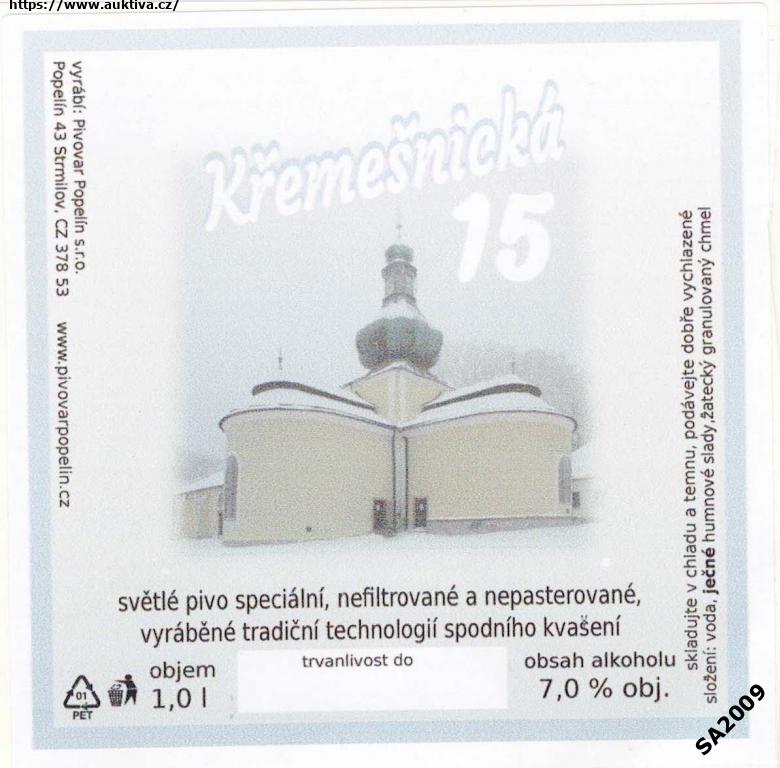 https://www.auktiva.cz/
vyrábí: Pivovar Popelín s.r.o.
Popelín 43 Strmilov, CZ 378 53
www.pivovarpopelin.cz
Křemešnická
15
světlé pivo speciální, nefiltrované a nepasterované,
vyráběné tradiční technologií spodního kvašení
objem
1,0 l
trvanlivost do
obsah alkoholu
7,0 % obj.
01
PET
skladujte v chladu a temnu, podávejte dobře vychlazené
složení: voda, ječné humnové slady,žatecký granulovaný chmel
SA2009